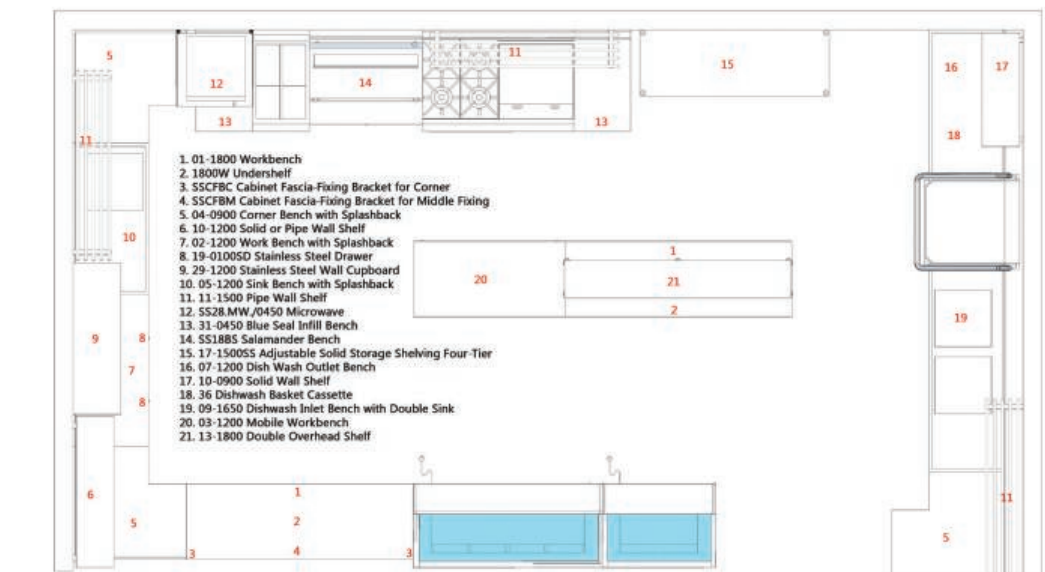 5
11
15
16
17
12
14
13
13
18
11
1. 01-1800 Workbench
2. 1800W Undershelf
3. SSCFBC Cabinet Fascia-Fixing Bracket for Corner
4. SSCFBM Cabinet Fascia-Fixing Bracket for Middle Fixing
5. 04-0900 Corner Bench with Splashback
6. 10-1200 Solid or Pipe Wall Shelf
7. 02-1200 Work Bench with Splashback
8. 19-0100SD Stainless Steel Drawer
9. 29-1200 Stainless Steel Wall Cupboard
10. 05-1200 Sink Bench with Splashback
11. 11-1500 Pipe Wall Shelf
12. SS28.MW./0450 Microwave
13. 31-0450 Blue Seal Infill Bench
14. SS18BS Salamander Bench
15. 17-1500SS Adjustable Solid Storage Shelving Four-Tier
16. 07-1200 Dish Wash Outlet Bench
17. 10-0900 Solid Wall Shelf
18. 36 Dishwash Basket Cassette
19. 09-1650 Dishwash Inlet Bench with Double Sink
20. 03-1200 Mobile Workbench
21. 13-1800 Double Overhead Shelf
10
1
20
21
2
19
9
8
7
8
6
1
11
5
2
5
3
4
3